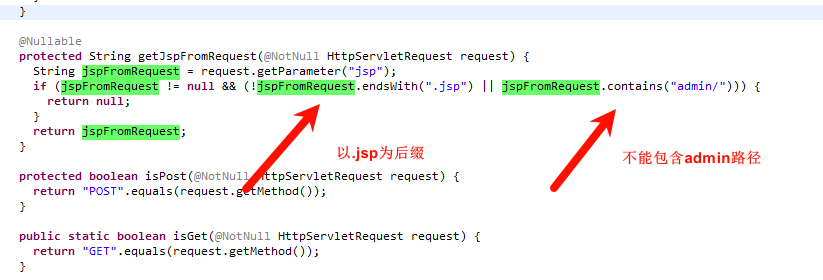 }
@Nullable
protected String getJspFromRequest(@NotNull HttpServletRequest request) {
String jspFromRequest = request.getParameter("jsp");
if (jspFromRequest != null && (!jspFromRequest.endsWith(".jsp") || jspFromRequest.contains("admin/"))) {
return null;
}
return jspFromRequest;
}
以.jsp为后缀
不能包含admin路径
protected boolean isPost(@NotNull HttpServletRequest request) {
return "POST".equals(request.getMethod());
}
public static boolean isGet(@NotNull HttpServletRequest request) {
return "GET".equals(request.getMethod());
}